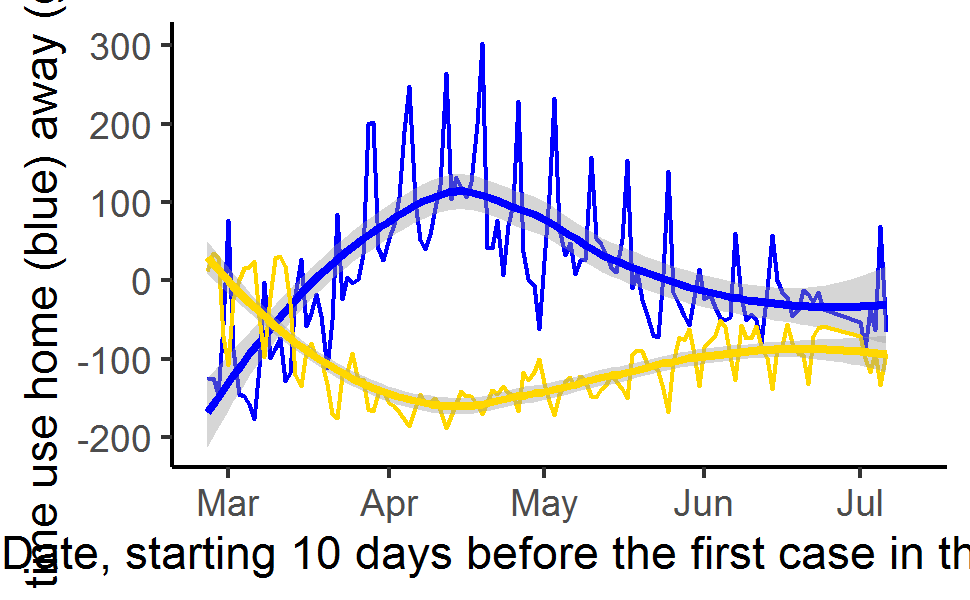 time use home (blue) away (
300
200
100
0
-100
-200
Mar Apr May Jun Jul
Date, starting 10 days before the first case in th